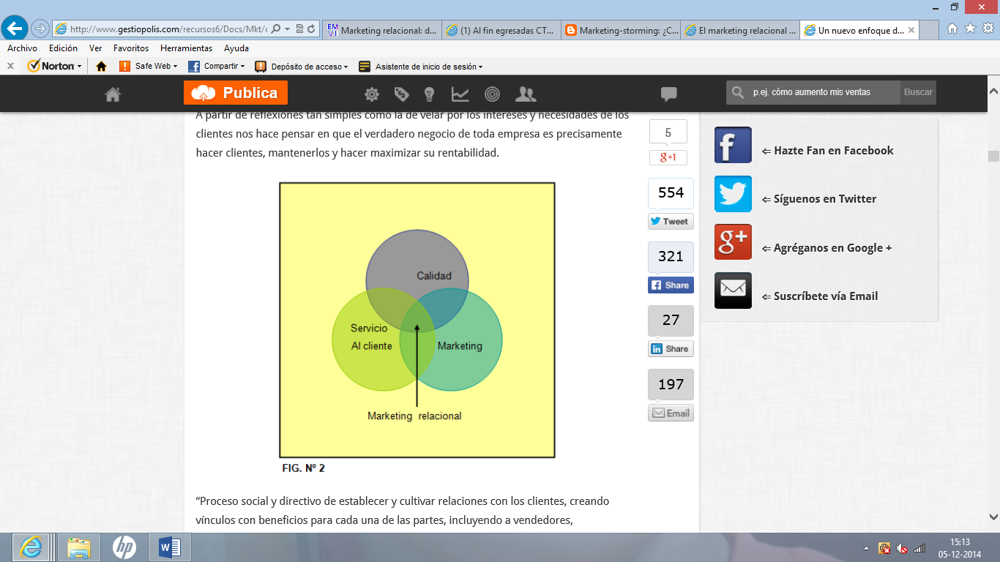 http://www.gestiopolis.com/recursos6/Docs/Mkt/
Marketing relacional: d...
(1) Al fin egresadas CT...
Marketing-storming: ¿C...
El marketing relacional ...
Un nuevo enfoque d...
Archivo Edición Ver Favoritos Herramientas Ayuda
Norton Safe Web Compartir Depósito de acceso Asistente de inicio de sesión
Publica
p.ej. cómo aumento mis ventas
Buscar
A partir de reflexiones tan simples como la de velar por los intereses y necesidades de los
clientes nos hace pensar en que el verdadero negocio de toda empresa es precisamente
hacer clientes, mantenerlos y hacer maximizar su rentabilidad.
Calidad
Servicio
Al cliente
Marketing
Marketing relacional
FIG. Nº 2
“Proceso social y directivo de establecer y cultivar relaciones con los clientes, creando
vínculos con beneficios para cada una de las partes, incluyendo a vendedores,
5
g+1
554
Tweet
321
Share
27
Share
197
Email
⇐ Hazte Fan en Facebook
⇐ Síguenos en Twitter
g+
⇐ Agréganos en Google +
⇐ Suscríbete vía Email
hp
15:13
05-12-2014